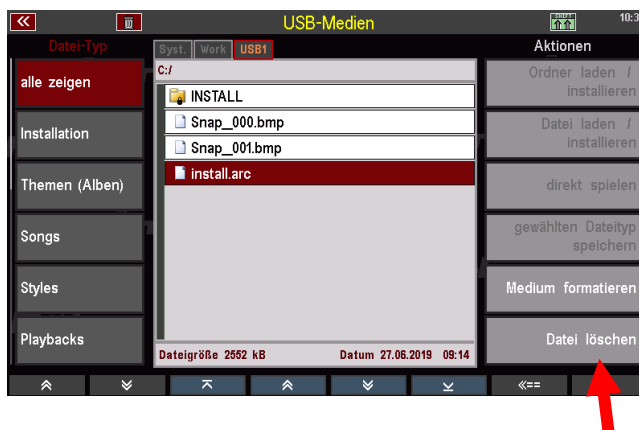 USB-Medien
10:3
Datei-Typ
Syst. Work USB1
Aktionen
C:/
alle zeigen
INSTALL
Ordner laden /
installieren
Snap_000.bmp
Installation
Snap_001.bmp
Datei laden /
installieren
install.arc
Themen (Alben)
direkt spielen
Songs
gewählten Dateityp
speichern
Styles
Medium formatieren
Playbacks
Datei löschen
Dateigröße 2552 kB Datum 27.06.2019 09:14
«==